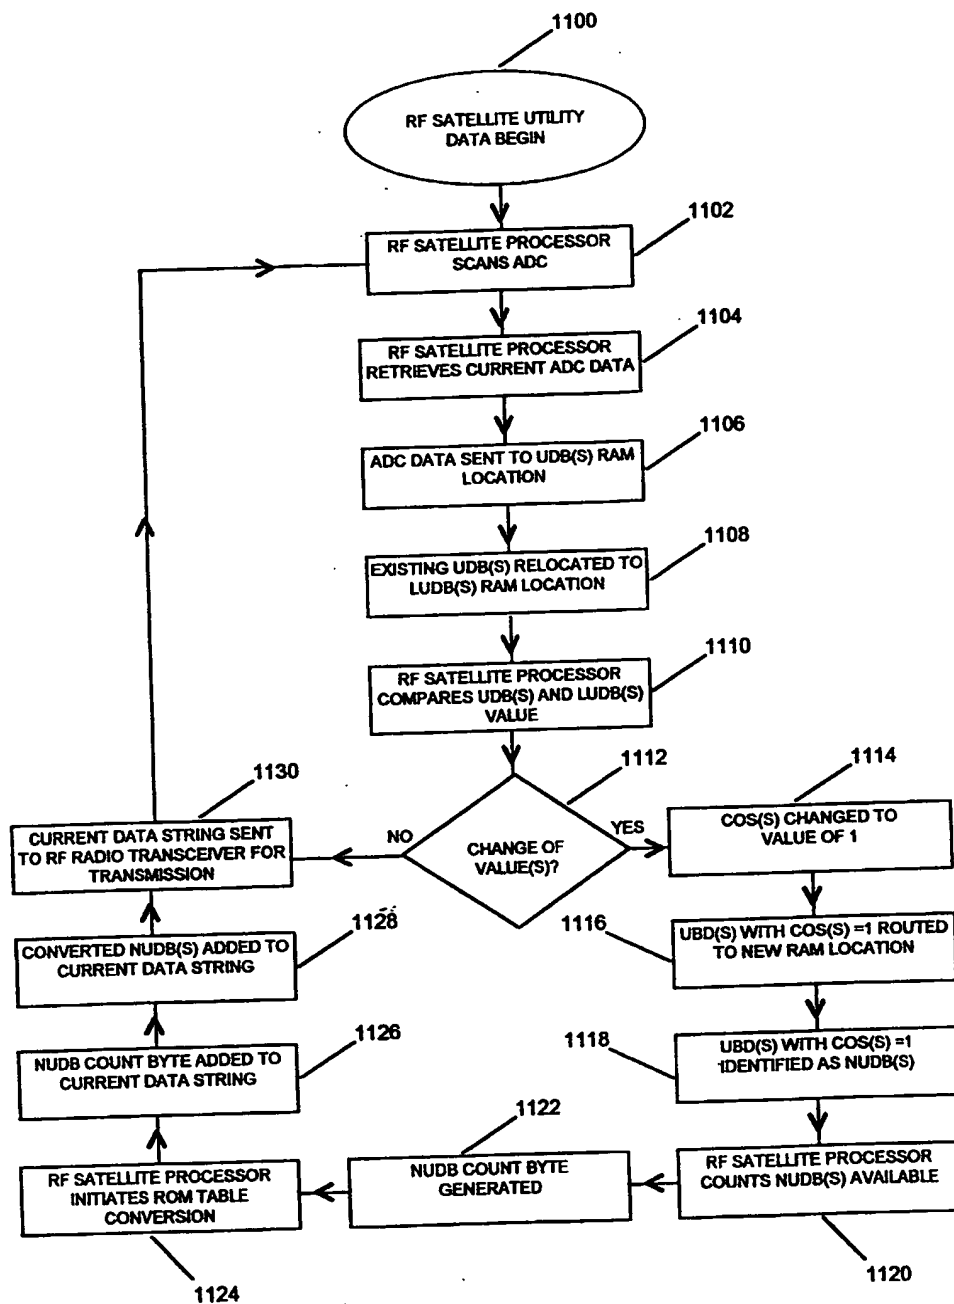 1100
RF SATELLITE UTILITY
DATA BEGIN
1102
RF SATELLITE PROCESSOR
SCANS ADC
1104
RF SATELLITE PROCESSOR
RETRIEVES CURRENT ADC DATA
1106
ADC DATA SENT TO UDB(S) RAM
LOCATION
1108
EXISTING UDB(S) RELOCATED TO
LUDB(S) RAM LOCATION
1110
RF SATELLITE PROCESSOR
COMPARES UDB(S) AND LUDB(S)
VALUE
1112
CHANGE OF
VALUE(S)?
NO
YES
1114
COS(S) CHANGED TO
VALUE OF 1
1116
UBD(S) WITH COS(S) =1 ROUTED
TO NEW RAM LOCATION
1118
UBD(S) WITH COS(S) =1
IDENTIFIED AS NUDB(S)
RF SATELLITE PROCESSOR
COUNTS NUDB(S) AVAILABLE
1120
1122
NUDB COUNT BYTE
GENERATED
RF SATELLITE PROCESSOR
INITIATES ROM TABLE
CONVERSION
1124
1126
NUDB COUNT BYTE ADDED TO
CURRENT DATA STRING
1128
CONVERTED NUDB(S) ADDED TO
CURRENT DATA STRING
1130
CURRENT DATA STRING SENT
TO RF RADIO TRANSCEIVER FOR
TRANSMISSION